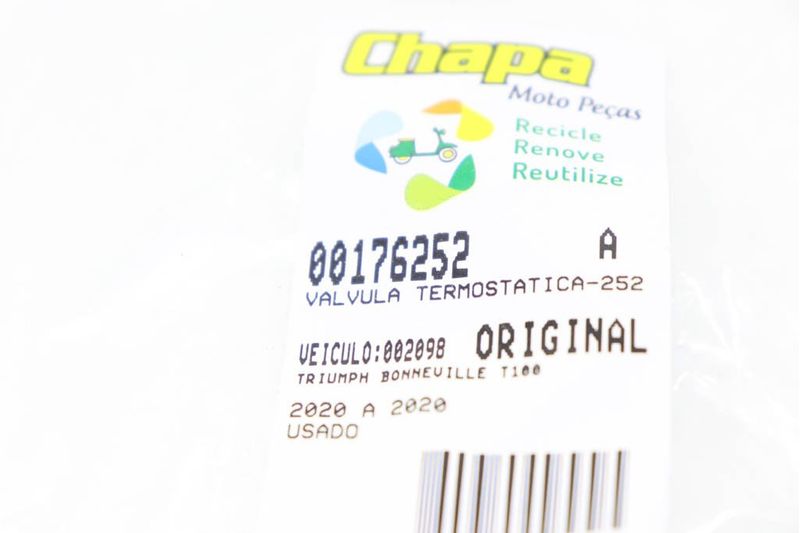 Chapa
Moto Peças
Recicle
Renove
Reutilize
00176252 A
VALVULA TERMOSTATICA-252
VEICULO:002098 ORIGINAL
TRIUMPH BONNEVILLE T100
2020 A 2020
USADO